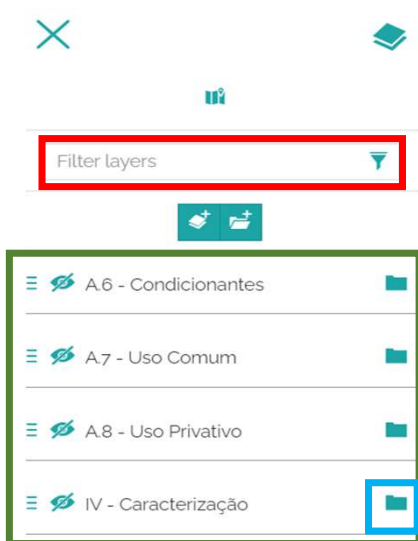 Filter layers
A.6 - Condicionantes
A.7 - Uso Comum
A.8 - Uso Privativo
IV - Caracterização